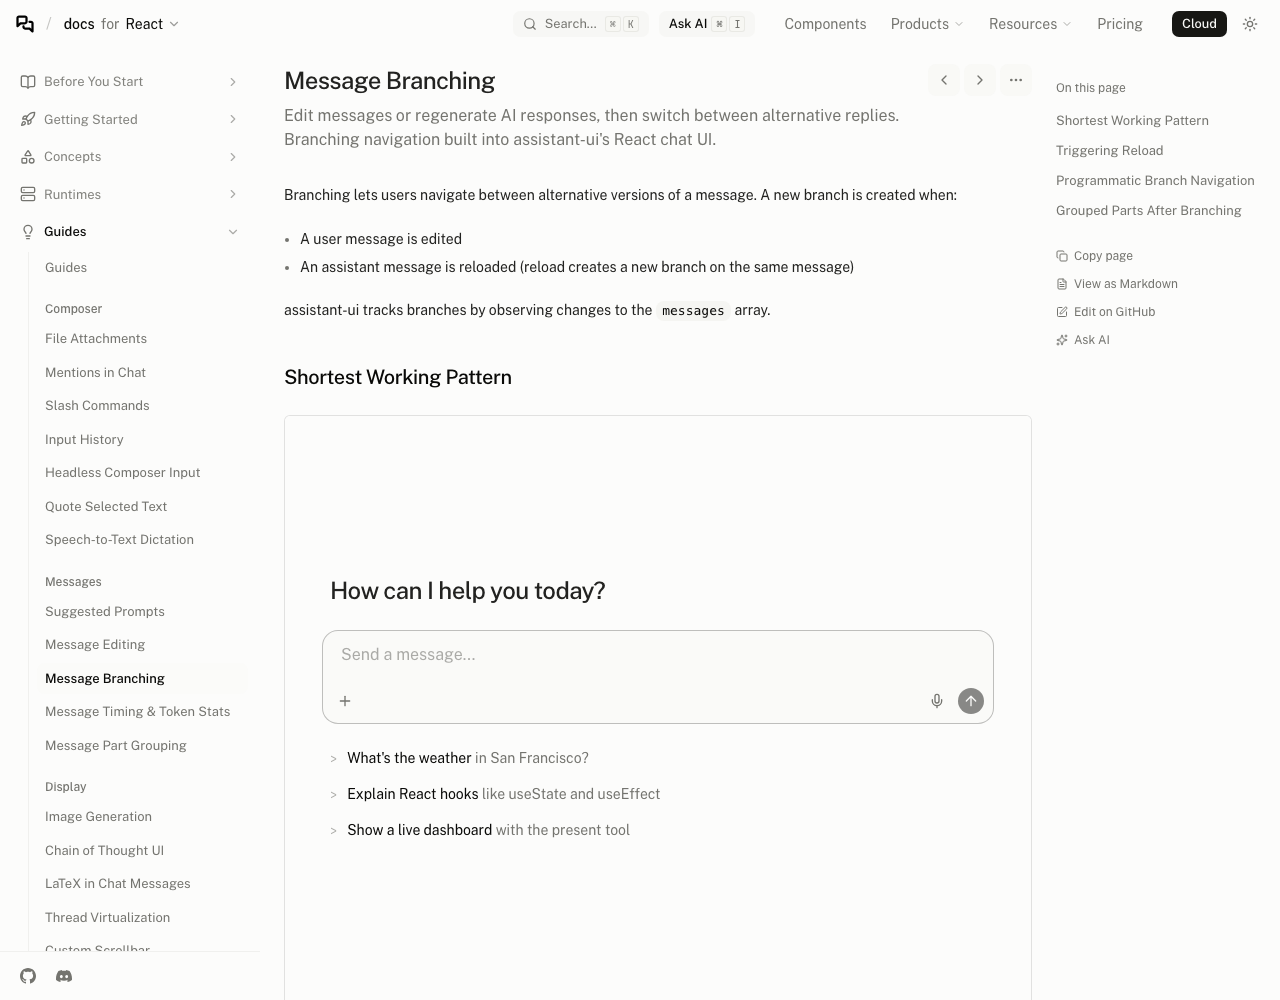 / docs for React
Search... ⌘ K
Ask AI ⌘ I
Components
Products
Resources
Pricing
Cloud
Before You Start
Getting Started
Concepts
Runtimes
Guides
Guides
Composer
File Attachments
Mentions in Chat
Slash Commands
Input History
Headless Composer Input
Quote Selected Text
Speech-to-Text Dictation
Messages
Suggested Prompts
Message Editing
Message Branching
Message Timing & Token Stats
Message Part Grouping
Display
Image Generation
Chain of Thought UI
LaTeX in Chat Messages
Thread Virtualization
Custom Scrollbar
Message Branching
Edit messages or regenerate AI responses, then switch between alternative replies.
Branching navigation built into assistant-ui's React chat UI.
Branching lets users navigate between alternative versions of a message. A new branch is created when:
• A user message is edited
• An assistant message is reloaded (reload creates a new branch on the same message)
assistant-ui tracks branches by observing changes to the messages array.
Shortest Working Pattern
How can I help you today?
Send a message...
> What's the weather in San Francisco?
> Explain React hooks like useState and useEffect
> Show a live dashboard with the present tool
On this page
Shortest Working Pattern
Triggering Reload
Programmatic Branch Navigation
Grouped Parts After Branching
Copy page
View as Markdown
Edit on GitHub
Ask AI